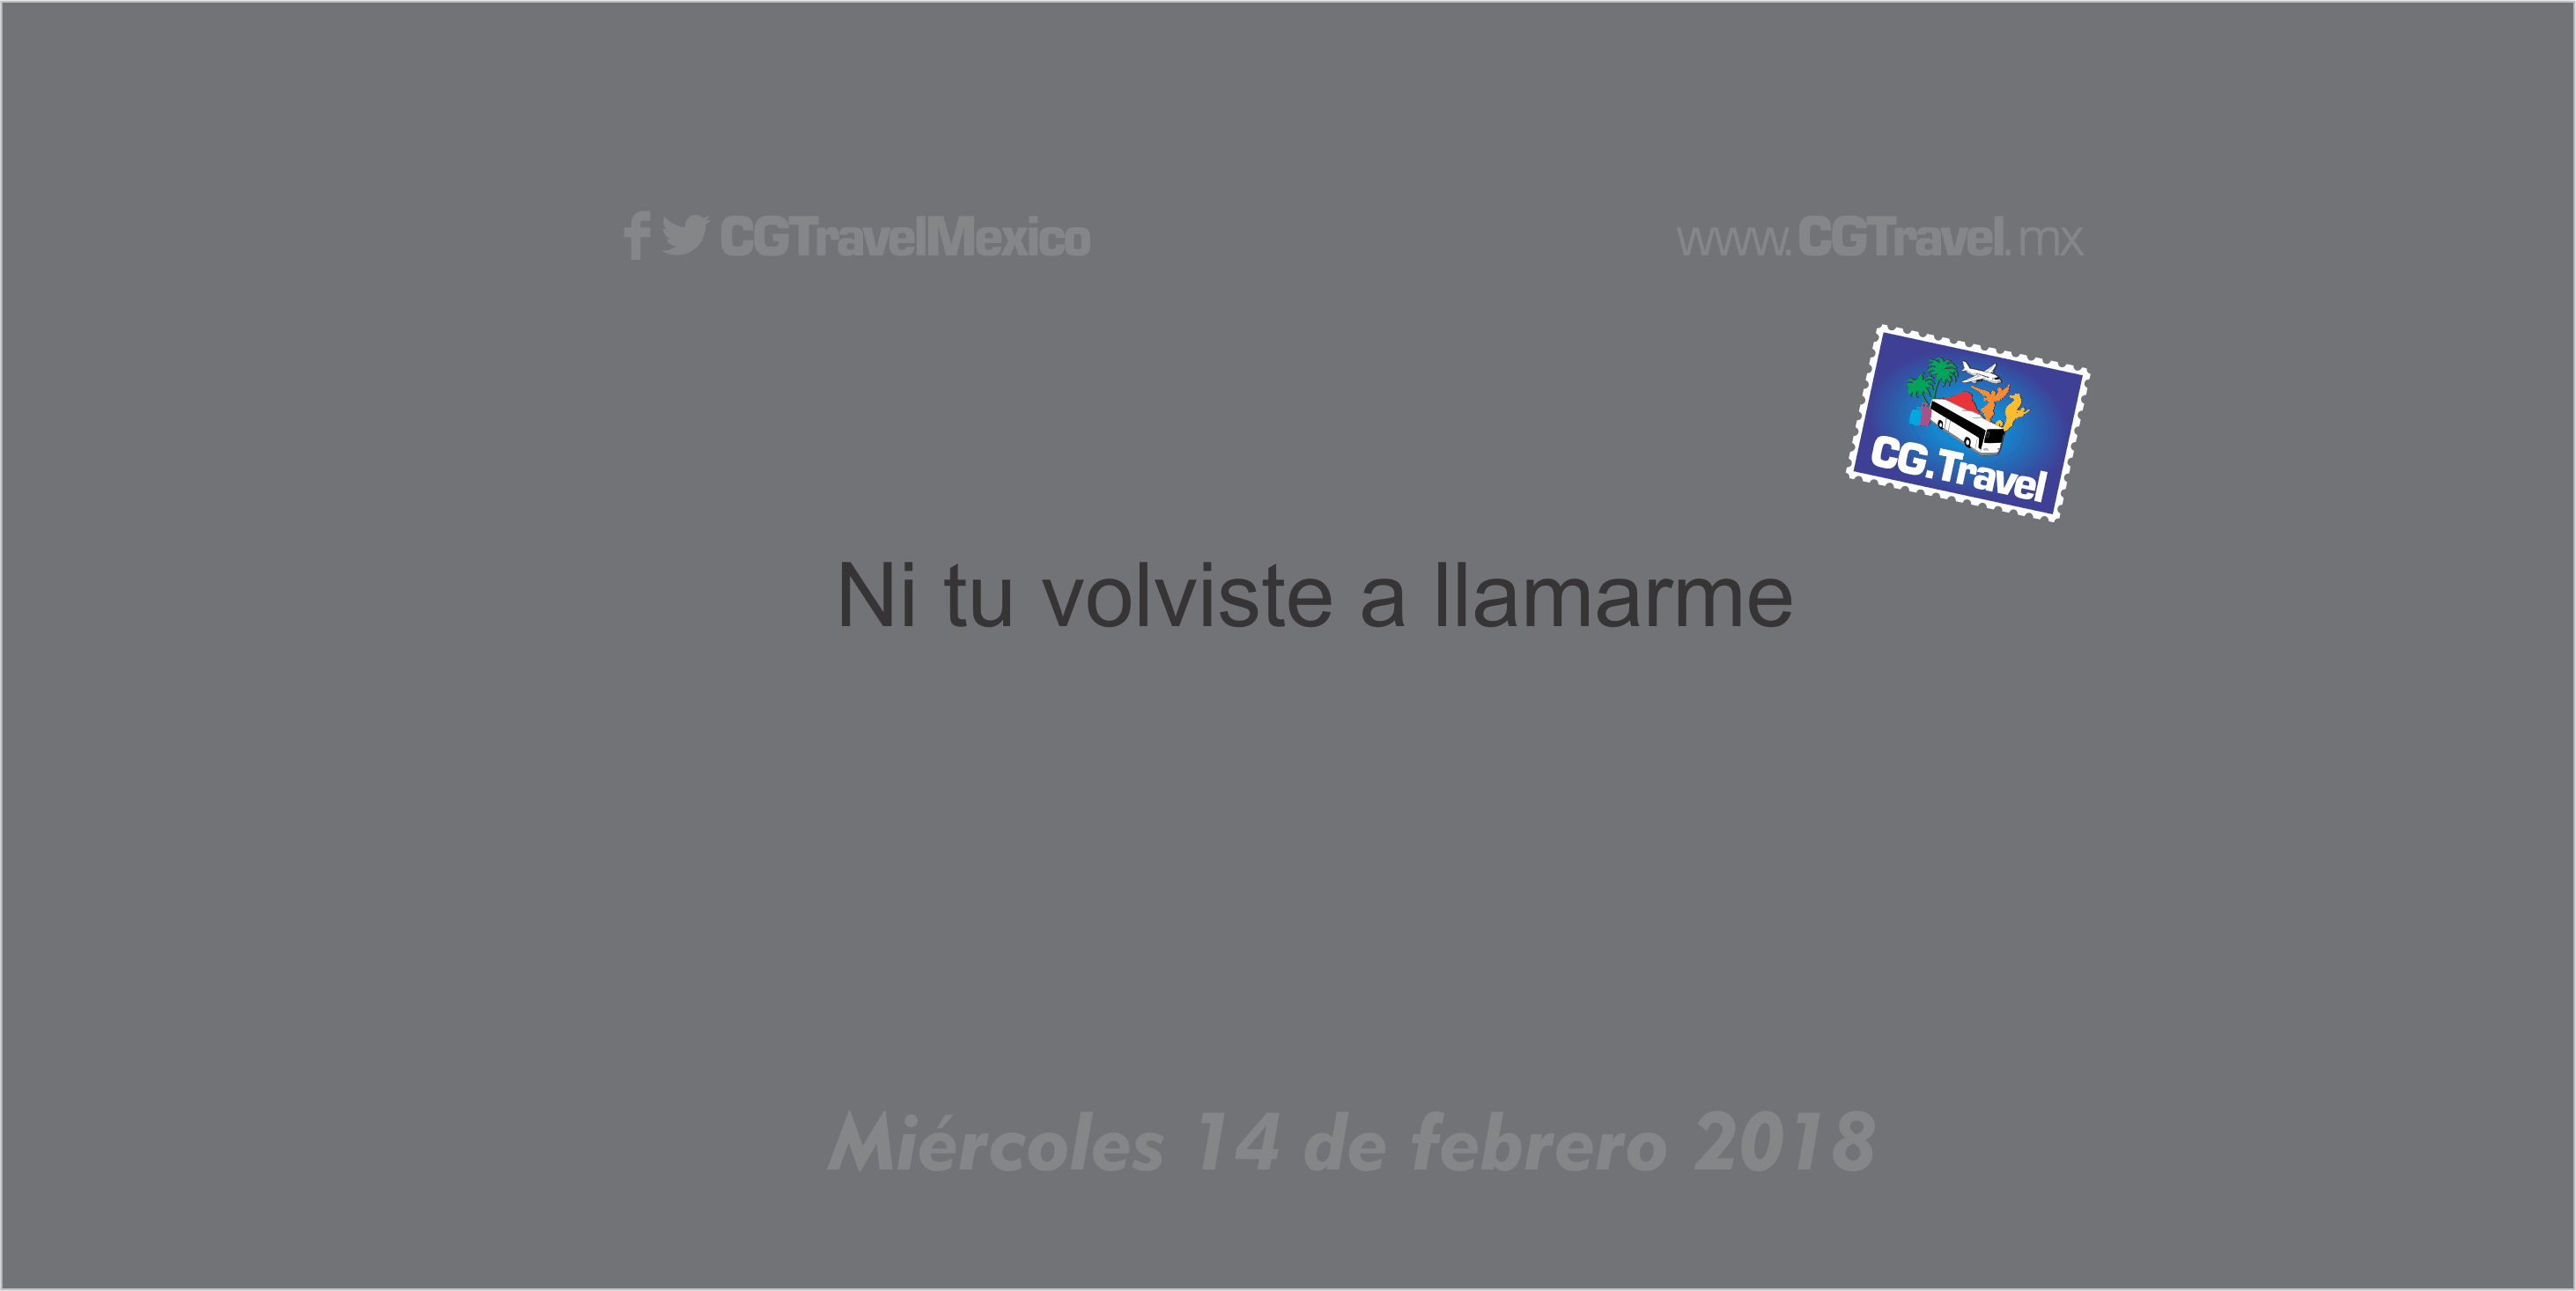 CGTravelMexico
www.CGTravel.mx
CG.Travel
Ni tu volviste a llamarme
Miércoles 14 de febrero 2018